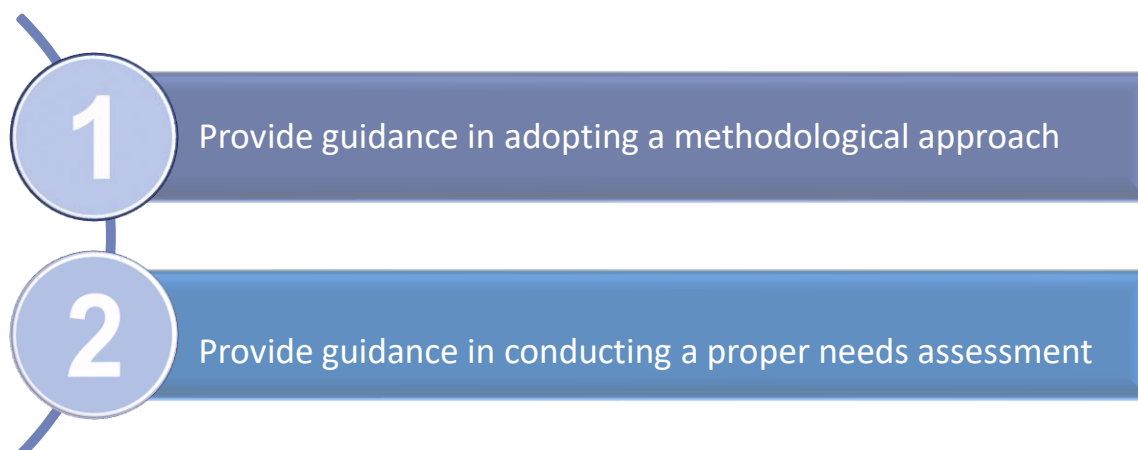 1
Provide guidance in adopting a methodological approach
2
Provide guidance in conducting a proper needs assessment